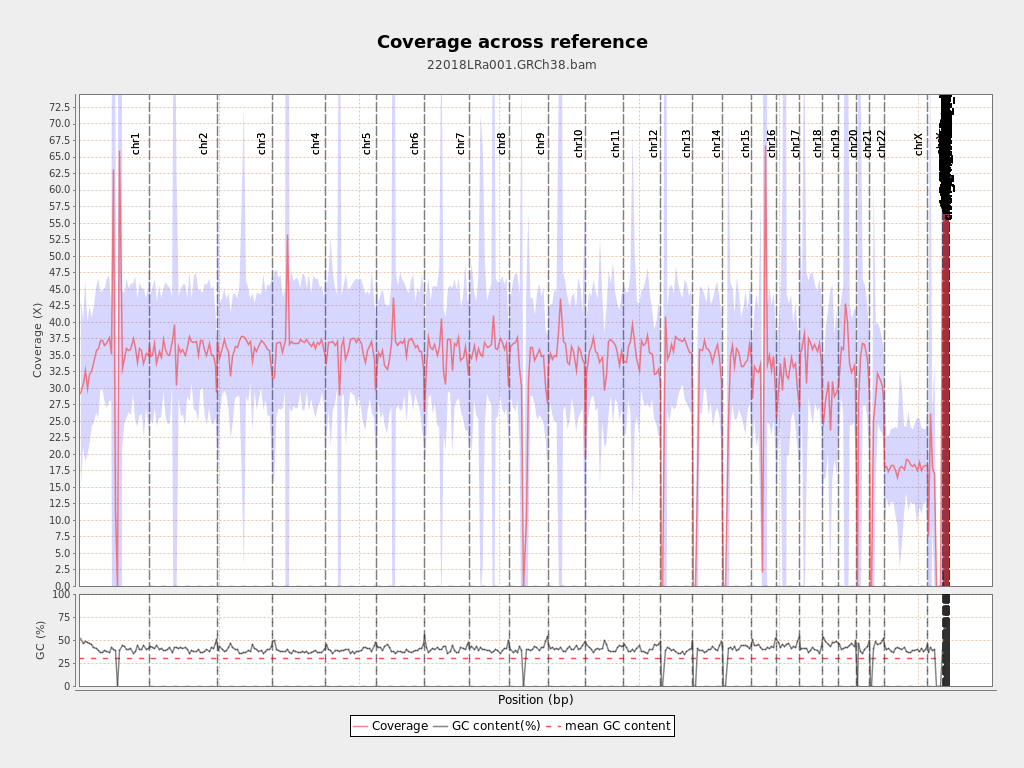 Coverage across reference
22018LRa001.GRCh38.bam
Coverage (X)
72.5
70.0
67.5
65.0
62.5
60.0
57.5
55.0
52.5
50.0
47.5
45.0
42.5
40.0
37.5
35.0
32.5
30.0
27.5
25.0
22.5
20.0
17.5
15.0
12.5
10.0
7.5
5.0
2.5
0.0
chr1
chr2
chr3
chr4
chr5
chr6
chr7
chr8
chr9
chr10
chr11
chr12
chr13
chr14
chr15
chr16
chr17
chr18
chr19
chr20
chr21
chr22
chrX
GC (%)
100
75
50
25
0
Position (bp)
Coverage GC content(%) mean GC content